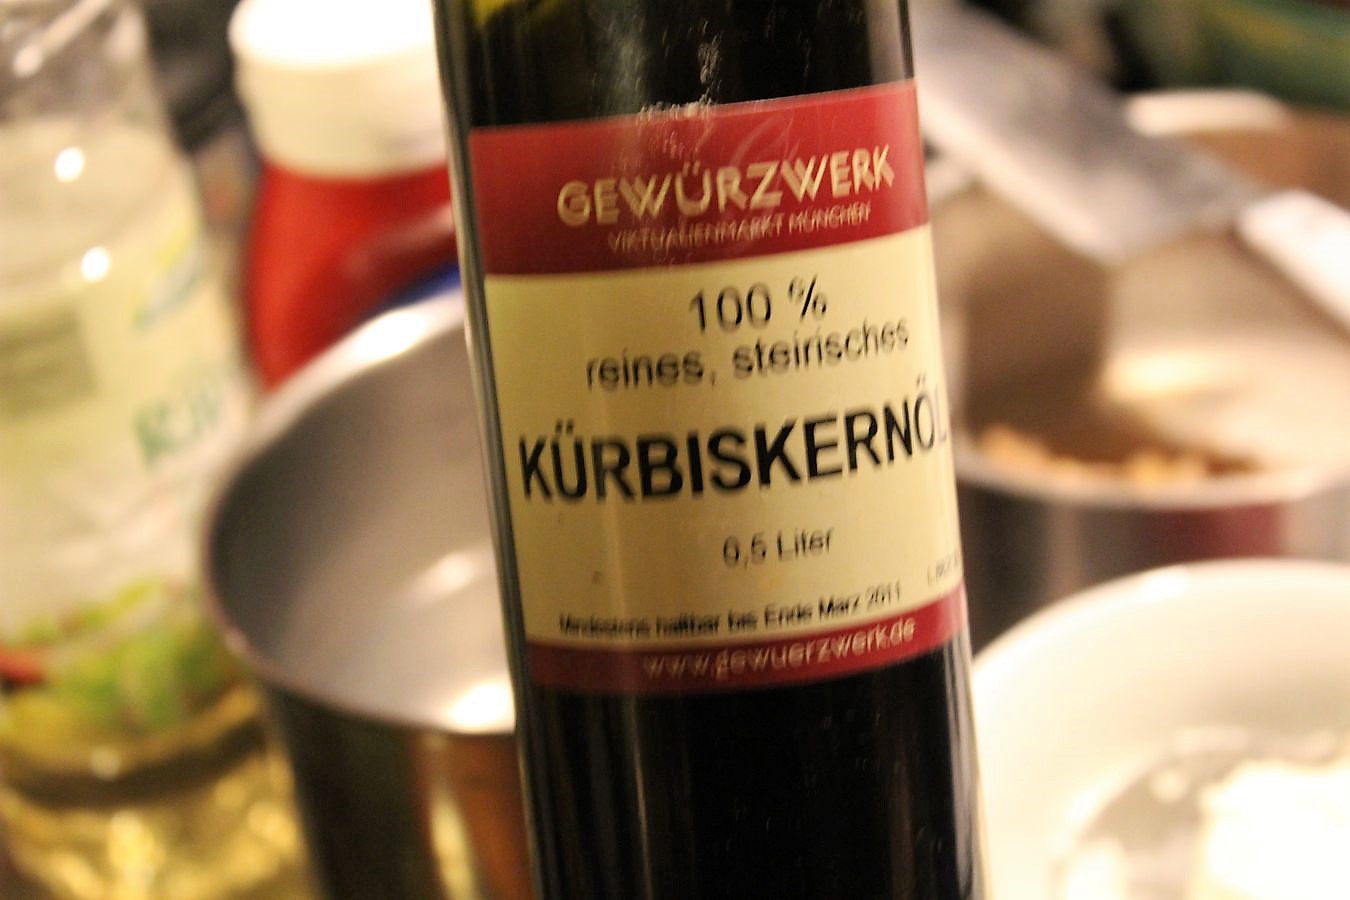 GEWÜRZWERK
VIKTUALIENMARKT MÜNCHEN
100 %
reines, steirisches
KÜRBISKERNÖL
0,5 Liter
Mindestens haltbar bis Ende März 2011
www.gewuerzwerk.de